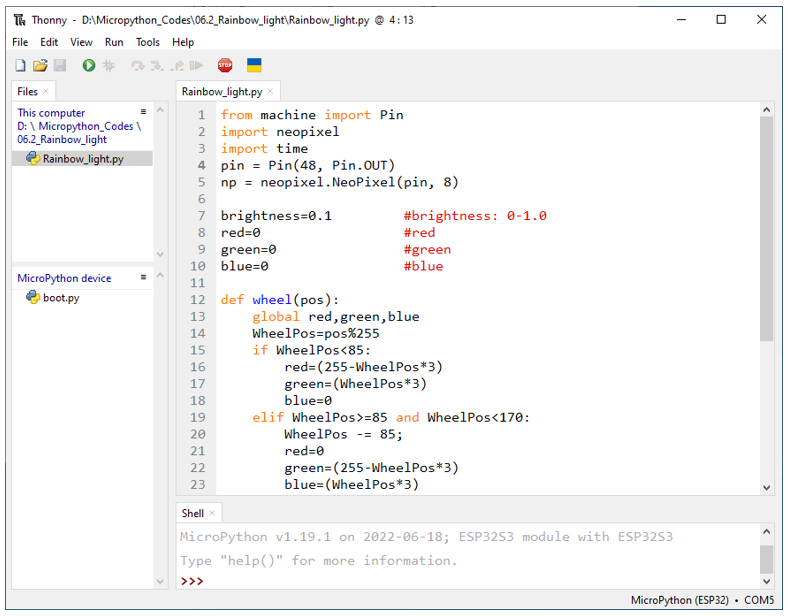 Thonny - D:\Micropython_Codes\06.2_Rainbow_light\Rainbow_light.py @ 4:13
File Edit View Run Tools Help
STOP
Files
This computer
D: \ Micropython_Codes \
06.2_Rainbow_light
Rainbow_light.py
MicroPython device
boot.py
Rainbow_light.py
1 from machine import Pin
2 import neopixel
3 import time
4 pin = Pin(48, Pin.OUT)
5 np = neopixel.NeoPixel(pin, 8)
6
7 brightness=0.1 #brightness: 0-1.0
8 red=0 #red
9 green=0 #green
10 blue=0 #blue
11
12 def wheel(pos):
13 global red,green,blue
14 WheelPos=pos%255
15 if WheelPos<85:
16 red=(255-WheelPos*3)
17 green=(WheelPos*3)
18 blue=0
19 elif WheelPos>=85 and WheelPos<170:
20 WheelPos -= 85;
21 red=0
22 green=(255-WheelPos*3)
23 blue=(WheelPos*3)
Shell
MicroPython v1.19.1 on 2022-06-18; ESP32S3 module with ESP32S3
Type "help()" for more information.
>>>
MicroPython (ESP32) • COM5